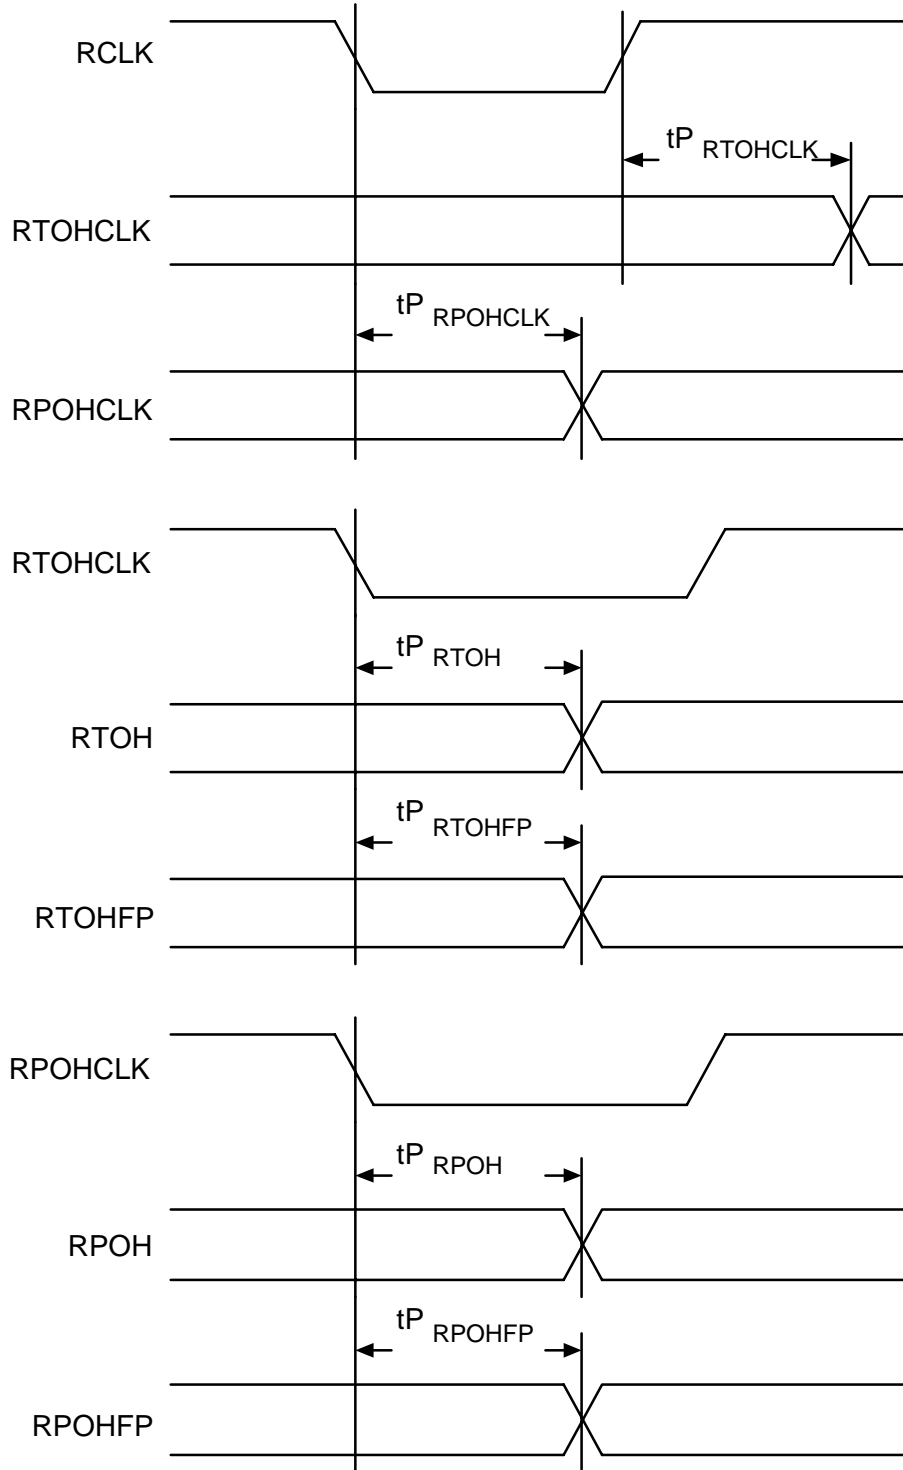 RCLK
tP RTOHCLK
RTOHCLK
tP RPOHCLK
RPOHCLK
RTOHCLK
tP RTOH
RTOH
tP RTOHFP
RTOHFP
RPOHCLK
tP RPOH
RPOH
tP RPOHFP
RPOHFP